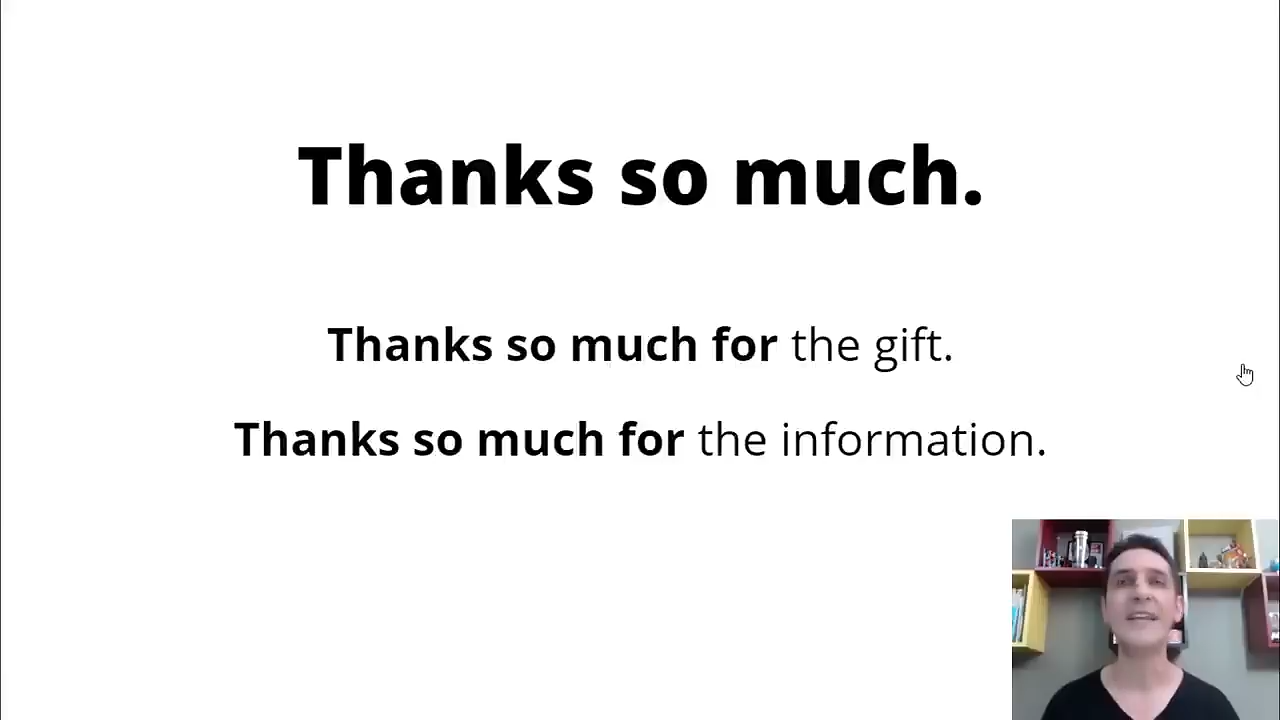 Thanks so much.
Thanks so much for the gift.
Thanks so much for the information.